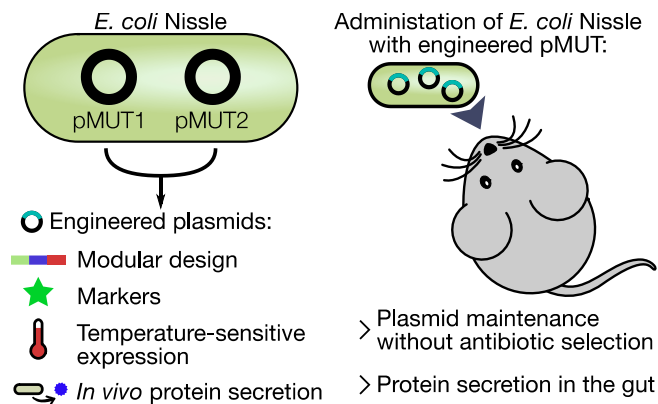 E. coli Nissle
pMUT1
pMUT2
Engineered plasmids:
Modular design
Markers
Temperature-sensitive
expression
In vivo protein secretion
Administation of E. coli Nissle
with engineered pMUT:
Plasmid maintenance
without antibiotic selection
Protein secretion in the gut